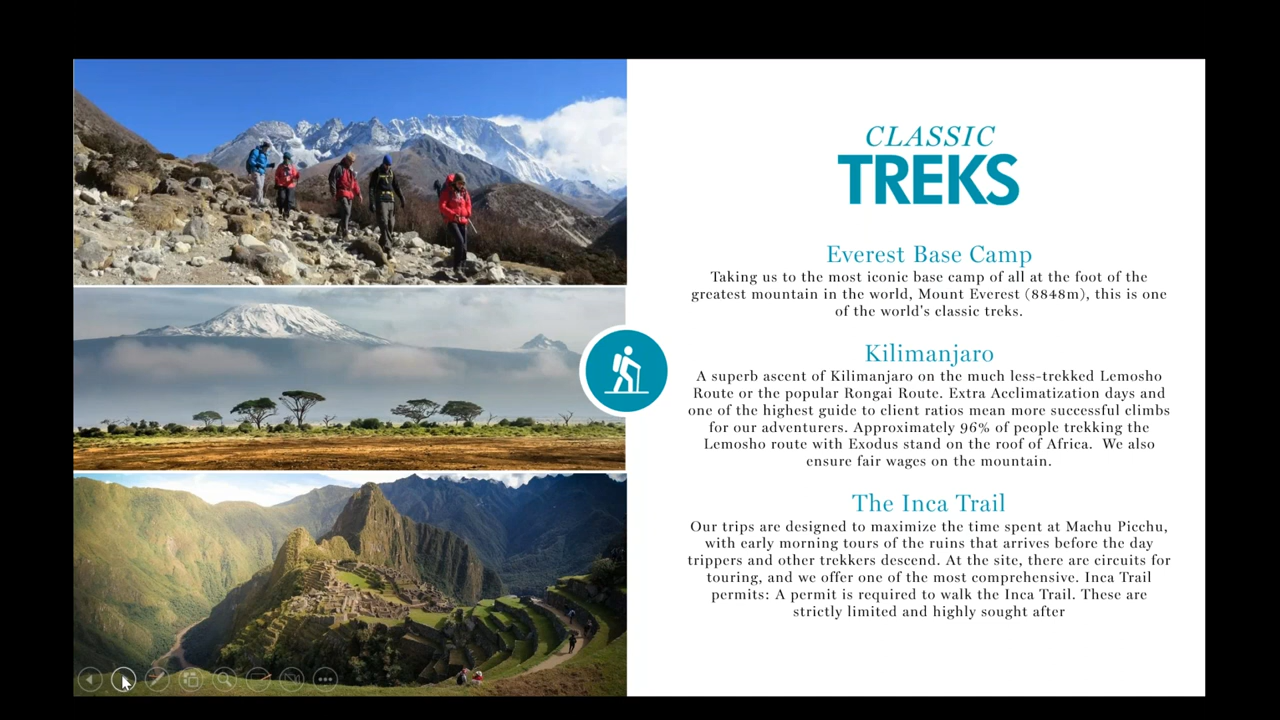 CLASSIC
TREKS
Everest Base Camp
Taking us to the most iconic base camp of all at the foot of the
greatest mountain in the world, Mount Everest (8848m), this is one
of the world's classic treks.
Kilimanjaro
A superb ascent of Kilimanjaro on the much less-trekked Lemosho
Route or the popular Rongai Route. Extra Acclimatization days and
one of the highest guide to client ratios mean more successful climbs
for our adventurers. Approximately 96% of people trekking the
Lemosho route with Exodus stand on the roof of Africa.  We also
ensure fair wages on the mountain.
The Inca Trail
Our trips are designed to maximize the time spent at Machu Picchu,
with early morning tours of the ruins that arrives before the day
trippers and other trekkers descend. At the site, there are circuits for
touring, and we offer one of the most comprehensive. Inca Trail
permits: A permit is required to walk the Inca Trail. These are
strictly limited and highly sought after